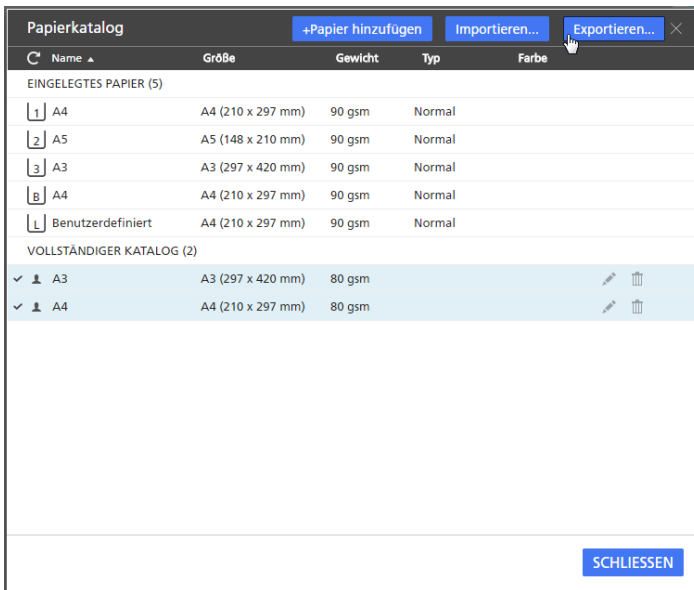 Papierkatalog +Papier hinzufügen Importieren... Exportieren...
Name Größe Gewicht Typ Farbe
EINGELEGTES PAPIER (5)
1 A4 A4 (210 x 297 mm) 90 gsm Normal
2 A5 A5 (148 x 210 mm) 90 gsm Normal
3 A3 A3 (297 x 420 mm) 90 gsm Normal
B A4 A4 (210 x 297 mm) 90 gsm Normal
L Benutzerdefiniert A4 (210 x 297 mm) 90 gsm Normal
VOLLSTÄNDIGER KATALOG (2)
A3 A3 (297 x 420 mm) 80 gsm
A4 A4 (210 x 297 mm) 80 gsm
SCHLIESSEN